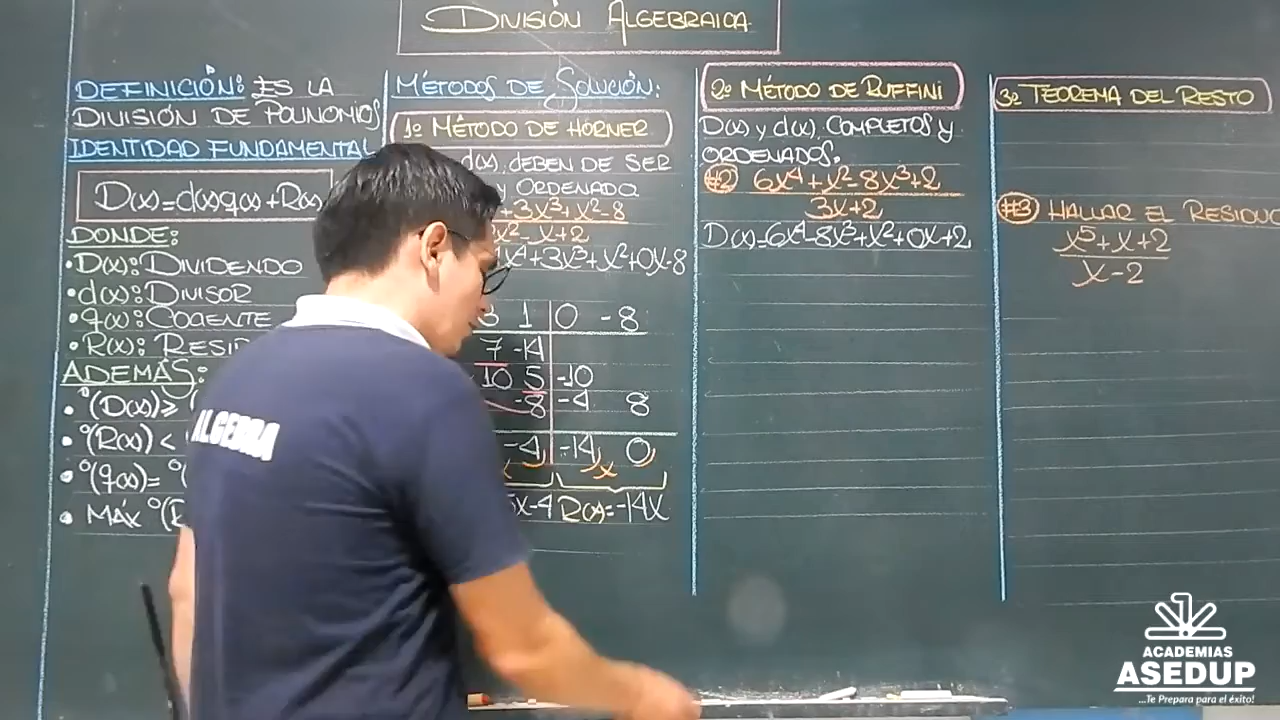 DIVISIÓN ALGEBRAICA
DEFINICIÓN: ES LA
DIVISIÓN DE POLINOMIOS
IDENTIDAD FUNDAMENTAL
D(x)=d(x)q(x)+R(x)
DONDE:
• D(x): DIVIDENDO
• d(x): DIVISOR
• q(x): COCIENTE
• R(x):
ADEMÁS:
• °(D(x)) ≥
• °(R(x)) <
• °(q(x)) = °
• MÁX °(R
MÉTODOS DE SOLUCIÓN:
1º MÉTODO DE HORNER
d(x) DEBEN DE SER
y ORDENADO
+3x³+x²-8
x²-x+2
x⁴+3x³+x²+0x-8
3 1 0 -8
7 -14
10 5 -10
-8 -4 8
-4 -14 0
x-4 R(x)=-14x
2º MÉTODO DE RUFFINI
D(x) y d(x) COMPLETOS y
ORDENADOS.
#2 6x⁴+x²-8x³+2
3x+2
D(x)=6x⁴-8x³+x²+0x+2
3º TEOREMA DEL RESTO
#3 HALLAR EL RESIDUO
x⁵+x+2
x-2
ALGEBRA
ACADEMIAS
ASEDUP
...Te Prepara para el éxito!